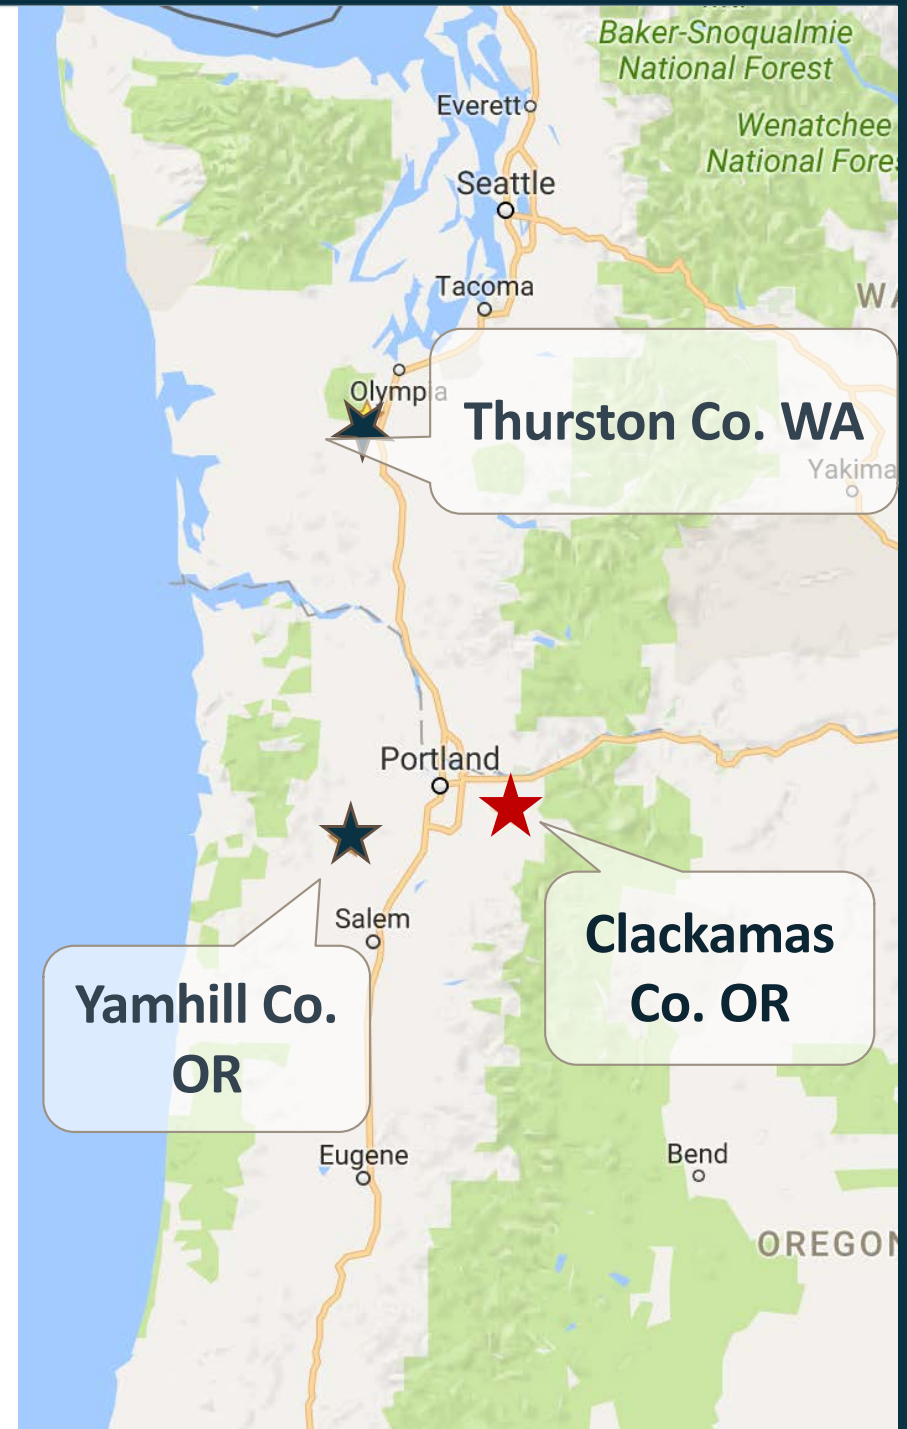 Baker-Snoqualmie
National Forest
Everett
Wenatchee
National Fore
Seattle
Tacoma
WA
Olympia
Thurston Co. WA
Yakima
Portland
Salem
Clackamas
Co. OR
Yamhill Co.
OR
Eugene
Bend
OREGON